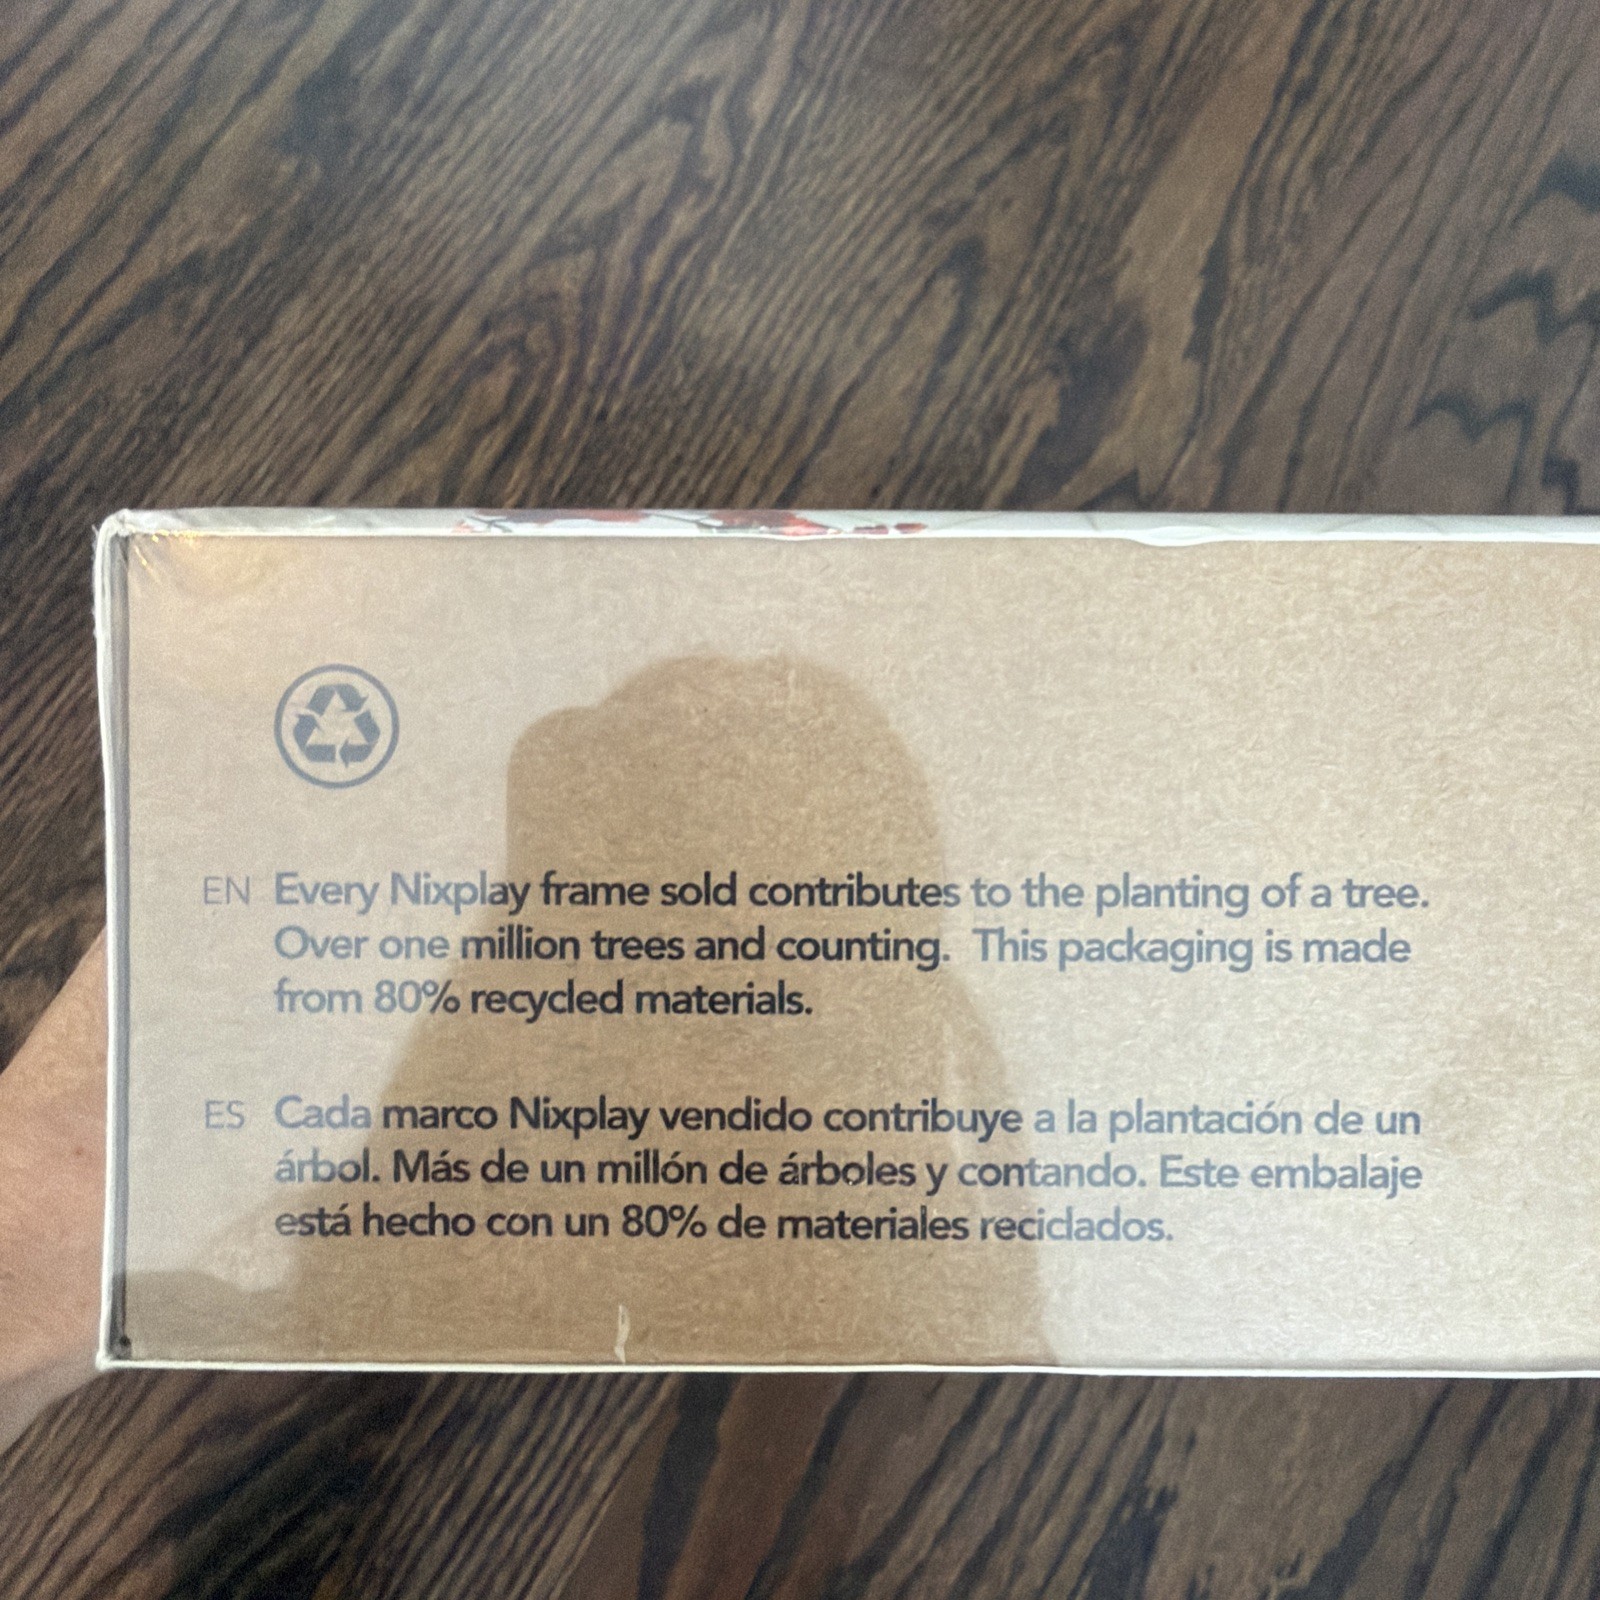 EN Every Nixplay frame sold contributes to the planting of a tree.
Over one million trees and counting. This packaging is made
from 80% recycled materials.
ES Cada marco Nixplay vendido contribuye a la plantación de un
árbol. Más de un millón de árboles y contando. Este embalaje
está hecho con un 80% de materiales reciclados.